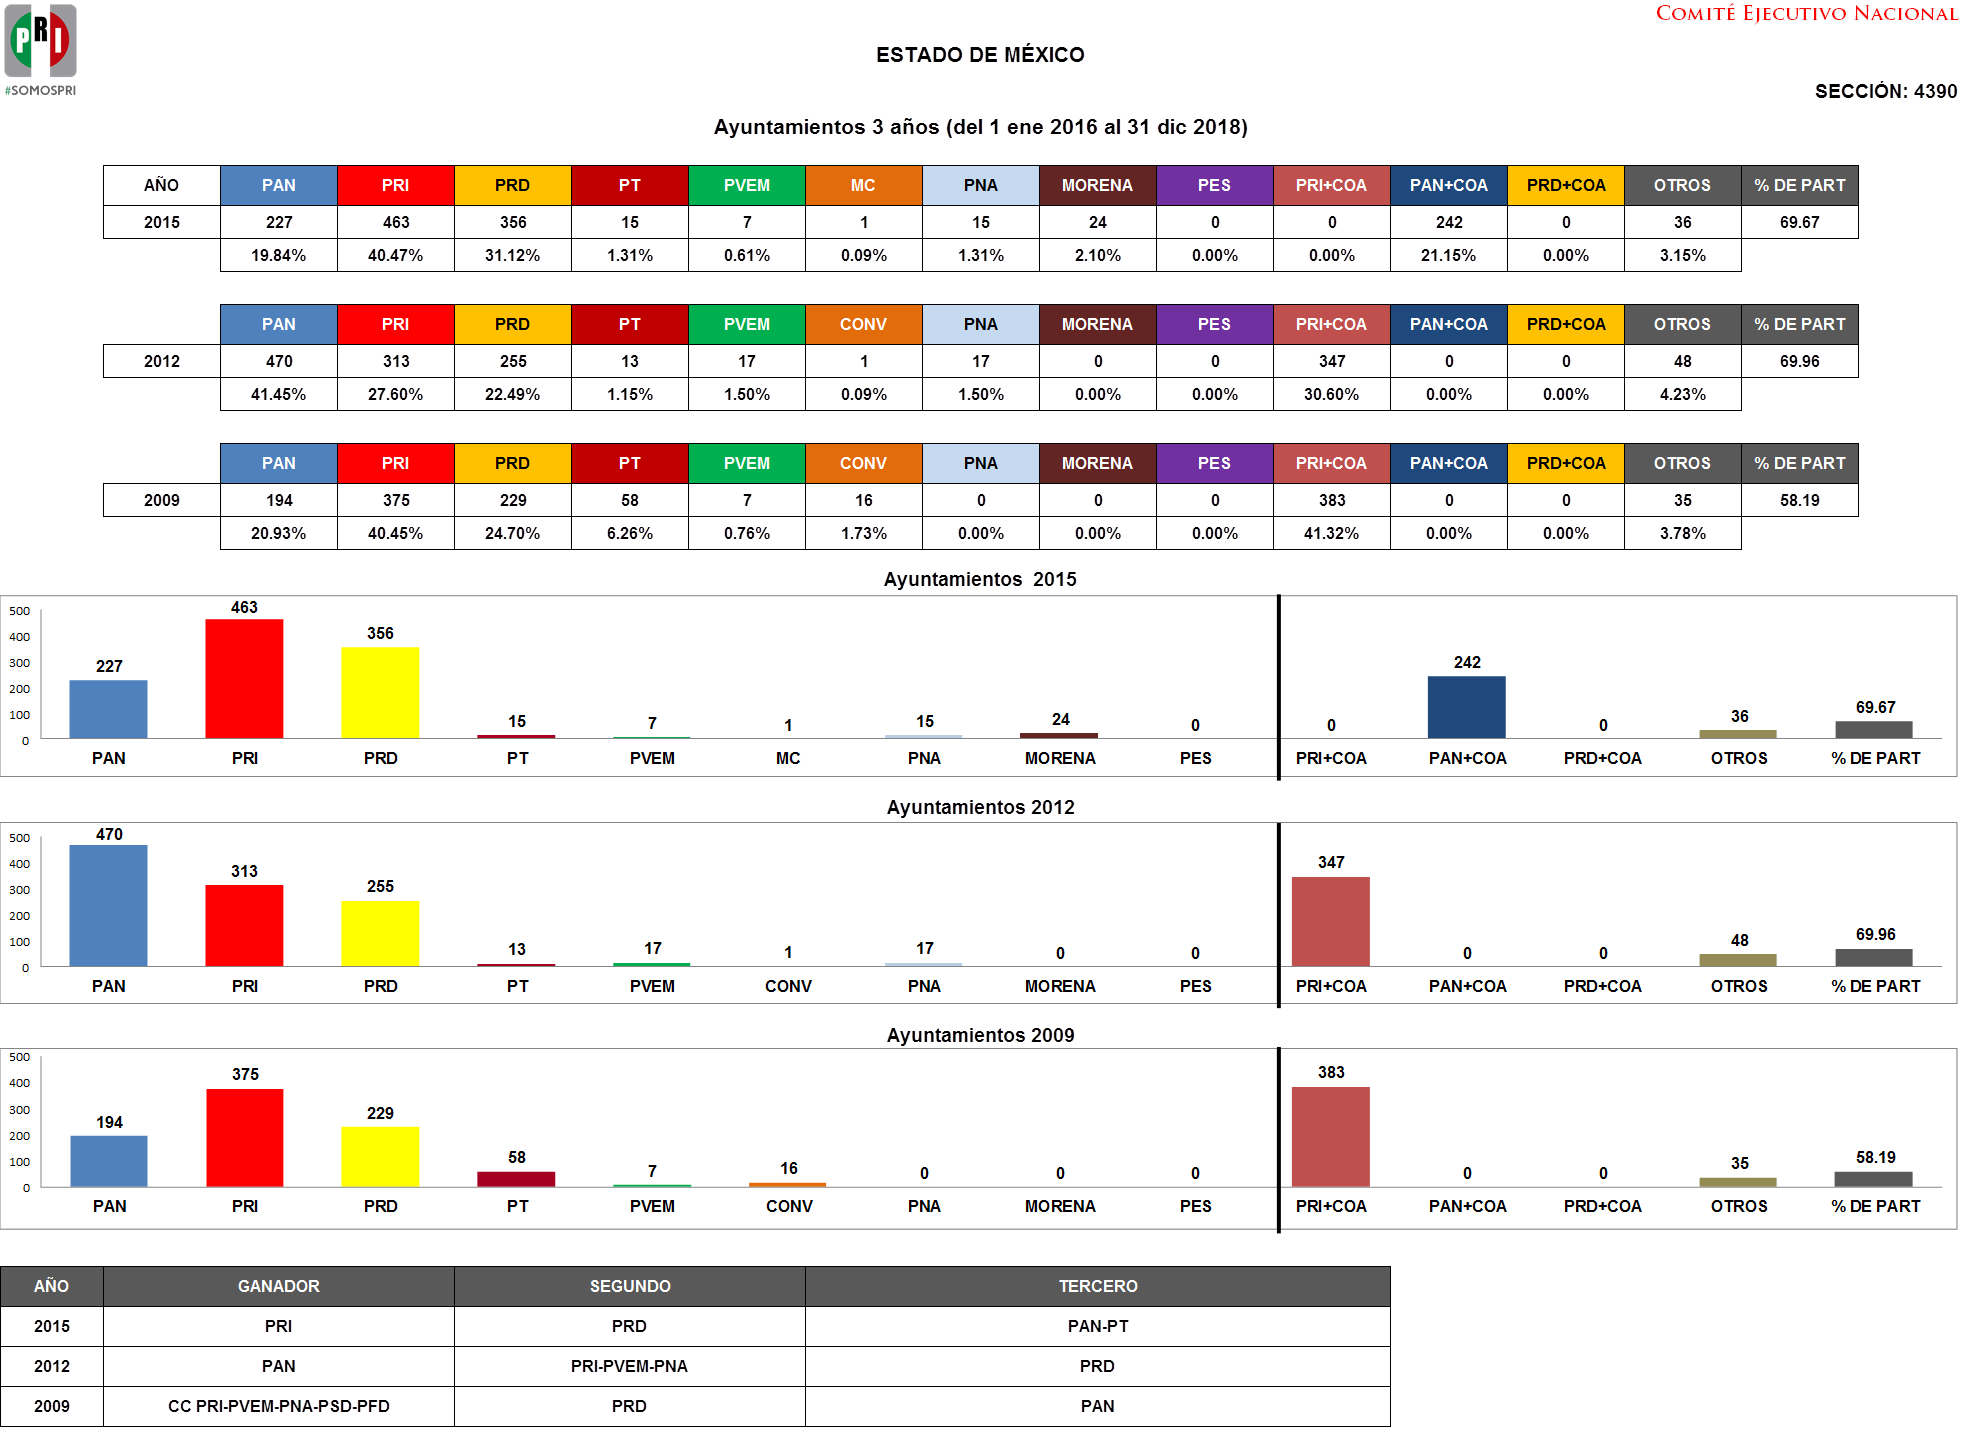 PRI
#SOMOSPRI
COMITÉ EJECUTIVO NACIONAL
ESTADO DE MÉXICO
SECCIÓN: 4390
Ayuntamientos 3 años (del 1 ene 2016 al 31 dic 2018)
AÑO PAN PRI PRD PT PVEM MC PNA MORENA PES PRI+COA PAN+COA PRD+COA OTROS % DE PART
2015 227 463 356 15 7 1 15 24 0 0 242 0 36 69.67
19.84% 40.47% 31.12% 1.31% 0.61% 0.09% 1.31% 2.10% 0.00% 0.00% 21.15% 0.00% 3.15%
PAN PRI PRD PT PVEM CONV PNA MORENA PES PRI+COA PAN+COA PRD+COA OTROS % DE PART
2012 470 313 255 13 17 1 17 0 0 347 0 0 48 69.96
41.45% 27.60% 22.49% 1.15% 1.50% 0.09% 1.50% 0.00% 0.00% 30.60% 0.00% 0.00% 4.23%
PAN PRI PRD PT PVEM CONV PNA MORENA PES PRI+COA PAN+COA PRD+COA OTROS % DE PART
2009 194 375 229 58 7 16 0 0 0 383 0 0 35 58.19
20.93% 40.45% 24.70% 6.26% 0.76% 1.73% 0.00% 0.00% 0.00% 41.32% 0.00% 0.00% 3.78%
Ayuntamientos 2015
500
400
300
200
100
0
227 463 356 15 7 1 15 24 0 0 242 0 36 69.67
PAN PRI PRD PT PVEM MC PNA MORENA PES PRI+COA PAN+COA PRD+COA OTROS % DE PART
Ayuntamientos 2012
500
400
300
200
100
0
470 313 255 13 17 1 17 0 0 347 0 0 48 69.96
PAN PRI PRD PT PVEM CONV PNA MORENA PES PRI+COA PAN+COA PRD+COA OTROS % DE PART
Ayuntamientos 2009
500
400
300
200
100
0
194 375 229 58 7 16 0 0 0 383 0 0 35 58.19
PAN PRI PRD PT PVEM CONV PNA MORENA PES PRI+COA PAN+COA PRD+COA OTROS % DE PART
AÑO GANADOR SEGUNDO TERCERO
2015 PRI PRD PAN-PT
2012 PAN PRI-PVEM-PNA PRD
2009 CC PRI-PVEM-PNA-PSD-PFD PRD PAN